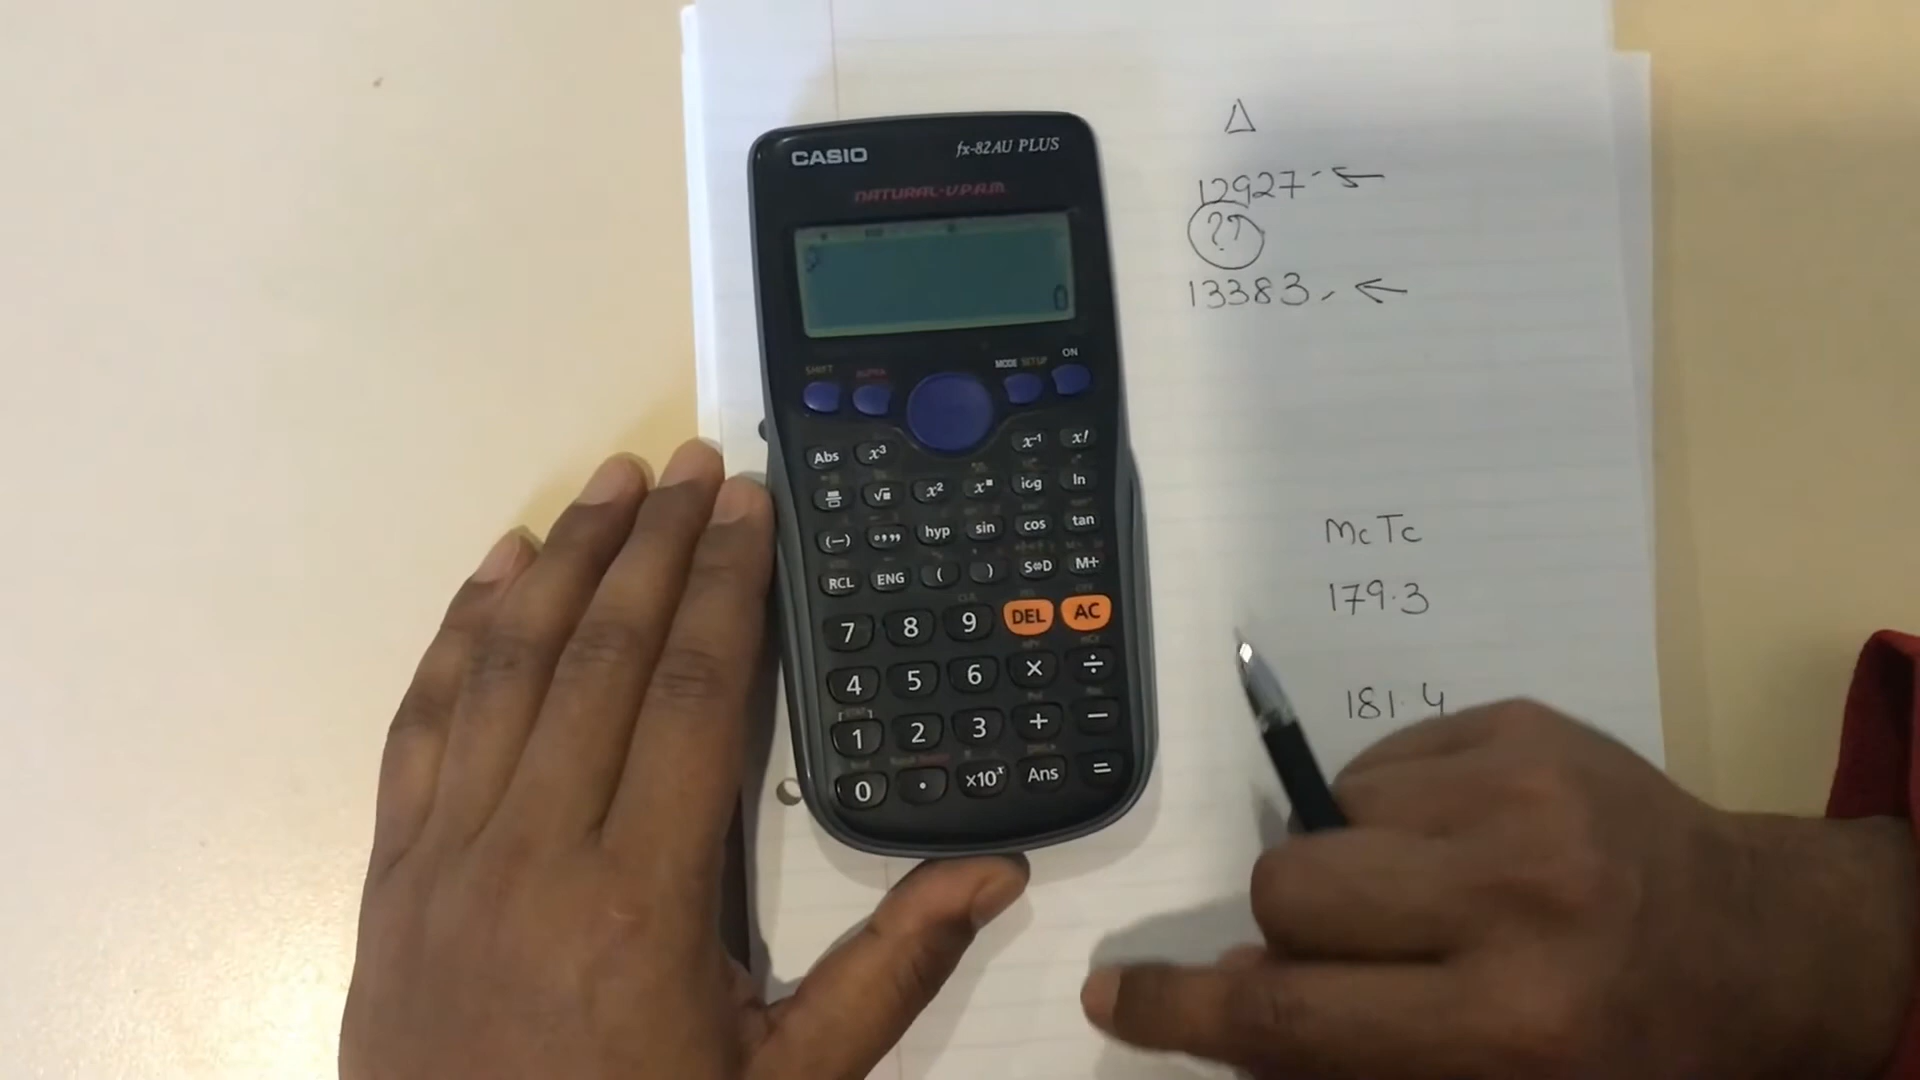 CASIO
fx-82AU PLUS
NATURAL-V.P.A.M.
0
SHIFT ALPHA MODE SETUP ON
Abs x³ x⁻¹ x!
√■ x² x■ log ln
(−) °,,, hyp sin cos tan
RCL ENG ( ) S⇔D M+
7 8 9 DEL AC
4 5 6 × ÷
1 2 3 + −
0 . ×10ˣ Ans =
Δ
12927 ←
??
13383 ←
McTc
179.3
181.4